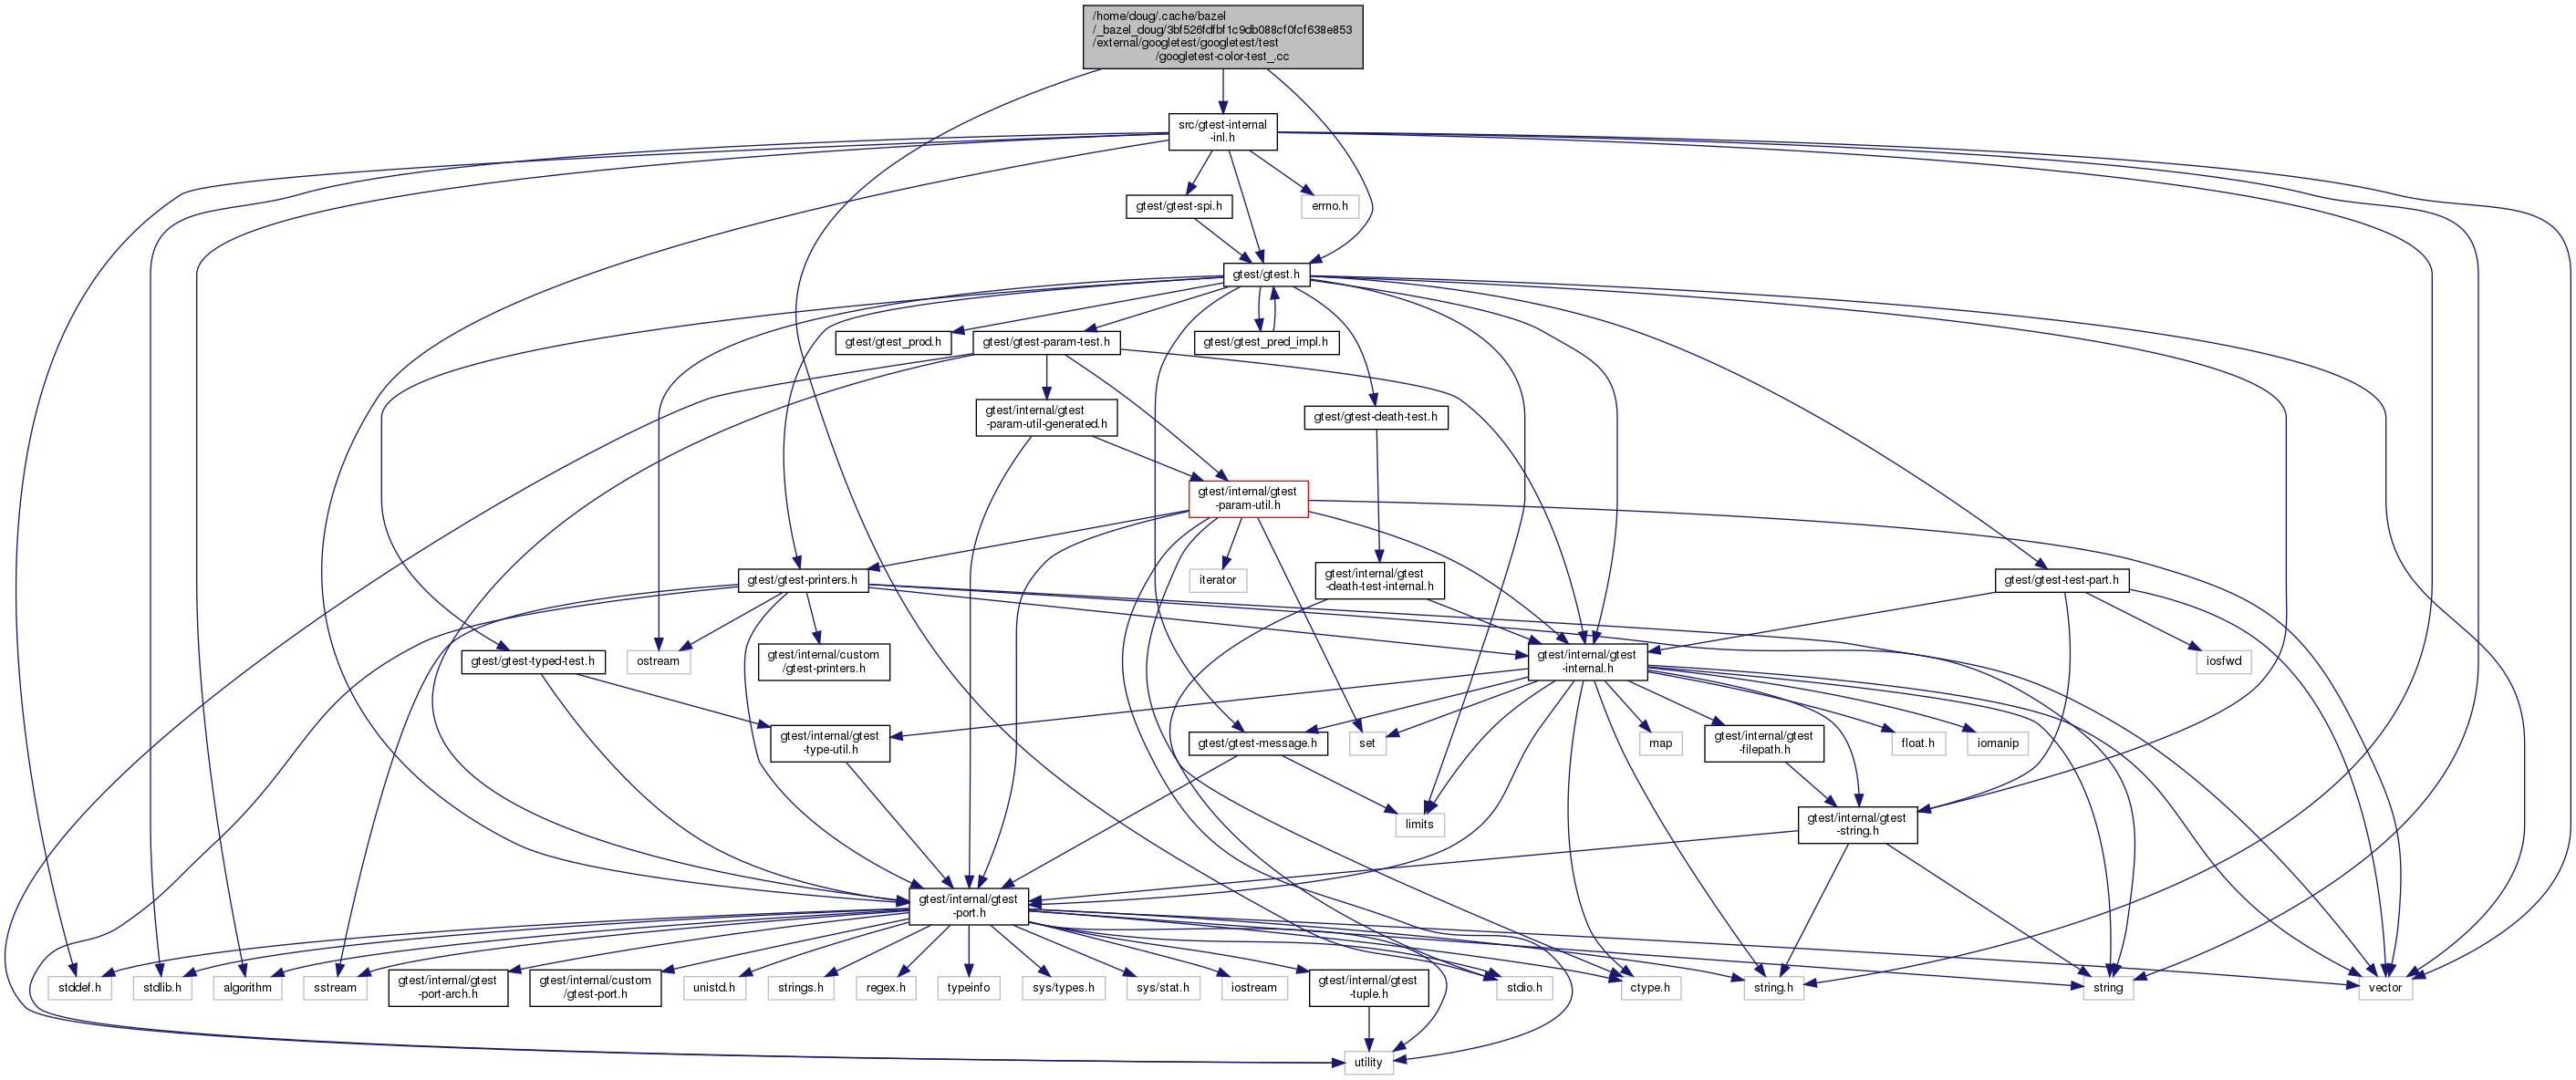 /home/doug/.cache/bazel
/_bazel_doug/3bf526fdfbf1c9db088cf0fcf638e853
/external/googletest/googletest/test
/googletest-color-test_.cc
src/gtest-internal
-inl.h
gtest/gtest-spi.h
errno.h
gtest/gtest.h
gtest/gtest_prod.h
gtest/gtest-param-test.h
gtest/gtest_pred_impl.h
gtest/internal/gtest
-param-util-generated.h
gtest/gtest-death-test.h
gtest/internal/gtest
-param-util.h
gtest/gtest-printers.h
iterator
gtest/internal/gtest
-death-test-internal.h
gtest/gtest-test-part.h
gtest/gtest-typed-test.h
ostream
gtest/internal/custom
/gtest-printers.h
gtest/internal/gtest
-internal.h
iosfwd
gtest/internal/gtest
-type-util.h
gtest/gtest-message.h
set
map
gtest/internal/gtest
-filepath.h
float.h
iomanip
limits
gtest/internal/gtest
-string.h
gtest/internal/gtest
-port.h
stddef.h
stdlib.h
algorithm
sstream
gtest/internal/gtest
-port-arch.h
gtest/internal/custom
/gtest-port.h
unistd.h
strings.h
regex.h
typeinfo
sys/types.h
sys/stat.h
iostream
gtest/internal/gtest
-tuple.h
stdio.h
ctype.h
string.h
string
vector
utility